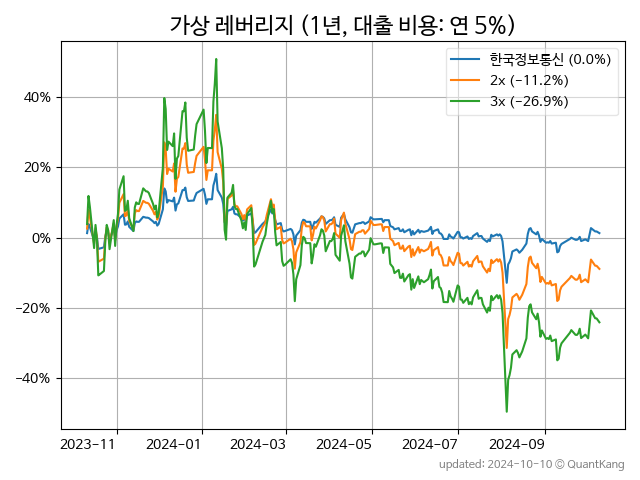 가상 레버리지 (1년, 대출 비용: 연 5%)
한국정보통신 (0.0%)
2x (−11.2%)
3x (−26.9%)
40%
20%
0%
−20%
−40%
2023-11
2024-01
2024-03
2024-05
2024-07
2024-09
updated: 2024-10-10 © QuantKang